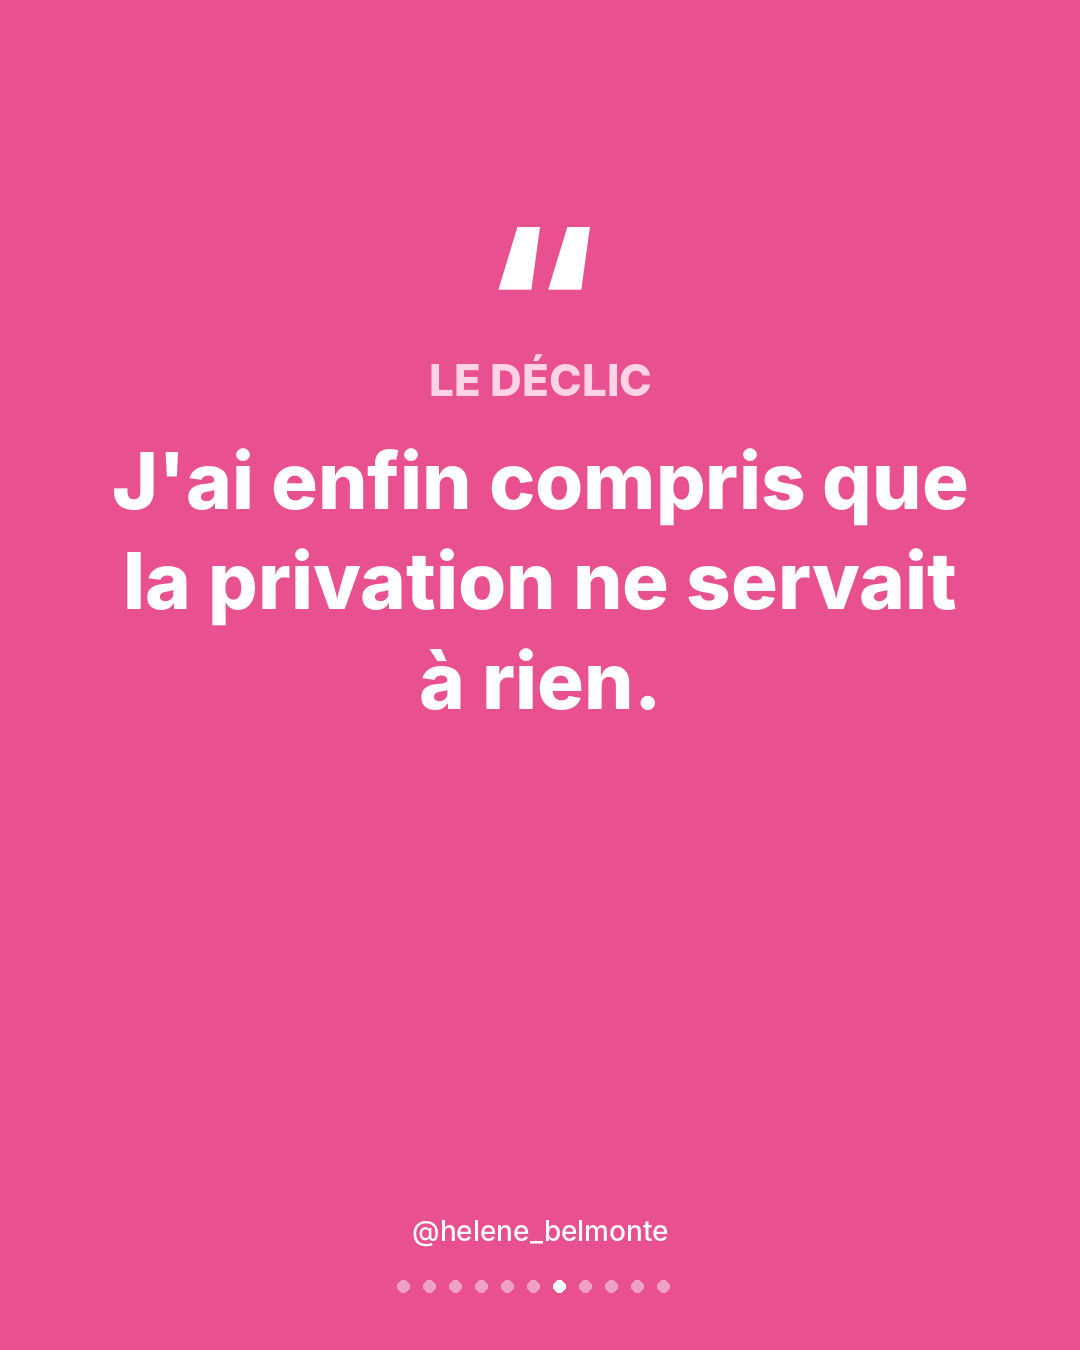 "
LE DÉCLIC
J'ai enfin compris que
la privation ne servait
à rien.
@helene_belmonte